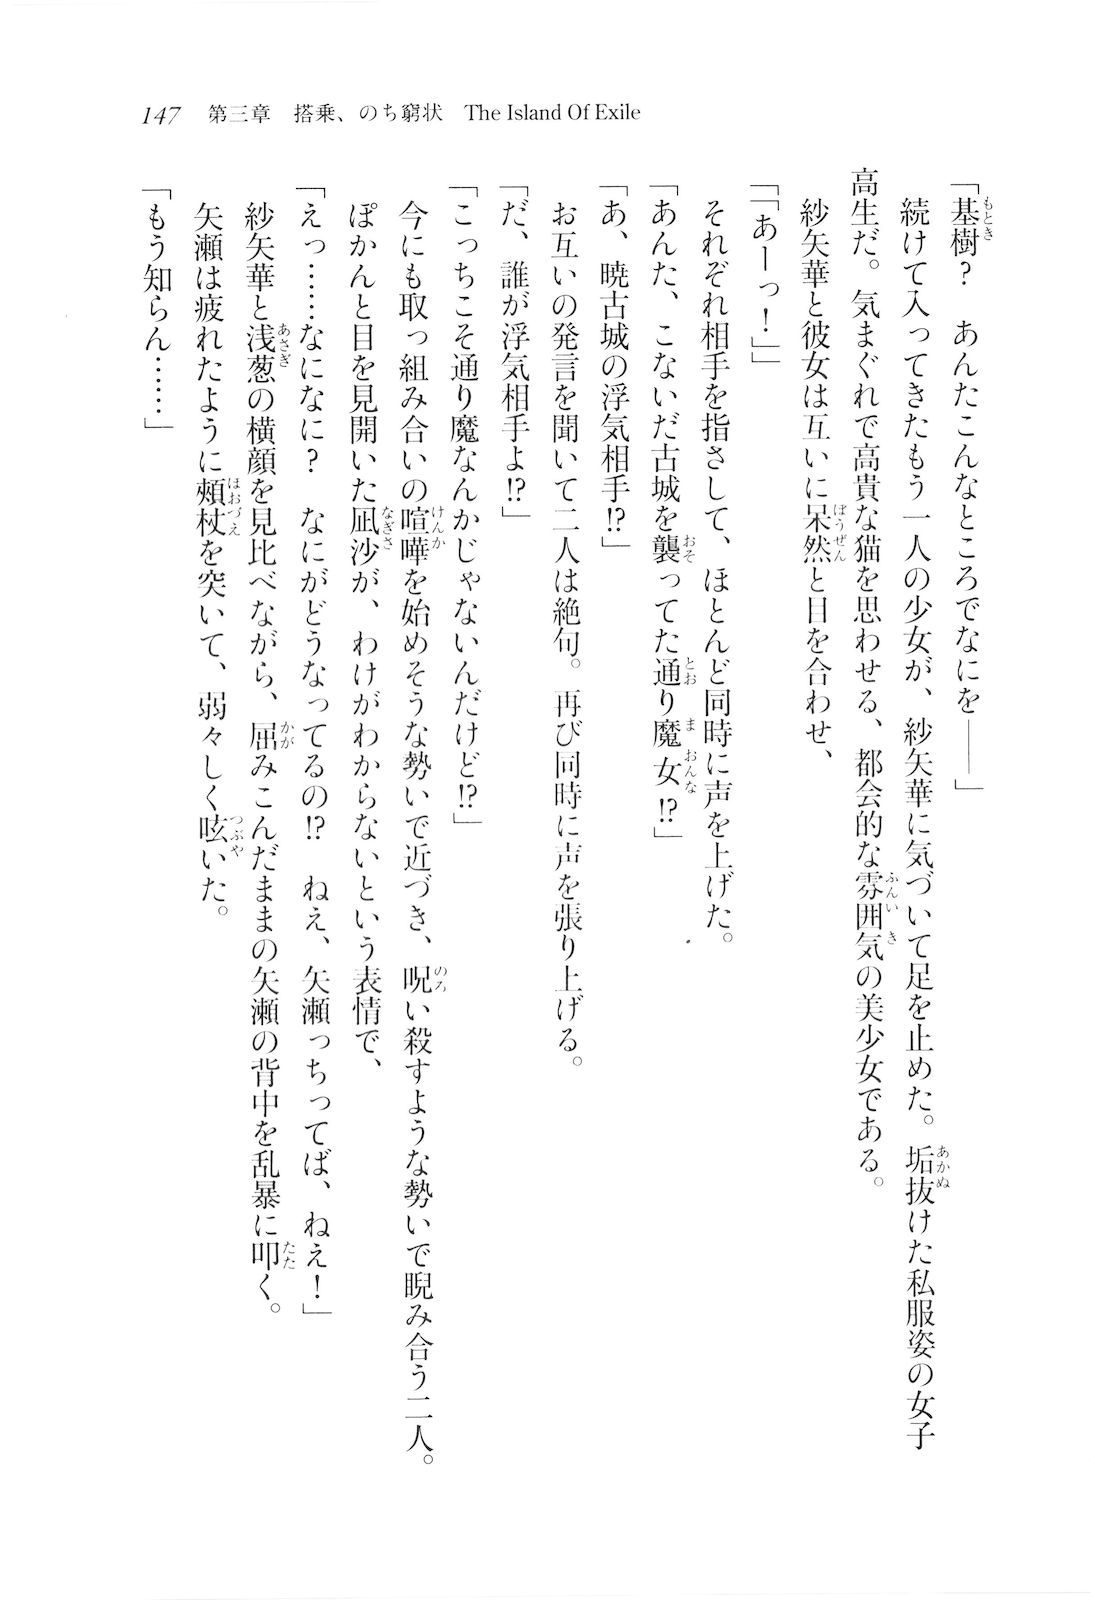 147　第三章　搭乗、のち窮状　The Island Of Exile
「基樹？　あんたこんなところでなにを――」
　続けて入ってきたもう一人の少女が、紗矢華に気づいて足を止めた。垢抜けた私服姿の女子
高生だ。気まぐれで高貴な猫を思わせる、都会的な雰囲気の美少女である。
　紗矢華と彼女は互いに呆然と目を合わせ、
「「あーっ！」」
　それぞれ相手を指さして、ほとんど同時に声を上げた。
「あんた、こないだ古城を襲ってた通り魔女!?」
「あ、暁古城の浮気相手!?」
　お互いの発言を聞いて二人は絶句。再び同時に声を張り上げる。
「だ、誰が浮気相手よ!?」
「こっちこそ通り魔なんかじゃないんだけど!?」
　今にも取っ組み合いの喧嘩を始めそうな勢いで近づき、呪い殺すような勢いで睨み合う二人。
　ぽかんと目を見開いた凪沙が、わけがわからないという表情で、
「えっ……なになに？　なにがどうなってるの!?　ねえ、矢瀬っちってば、ねえ！」
　紗矢華と浅葱の横顔を見比べながら、屈みこんだままの矢瀬の背中を乱暴に叩く。
　矢瀬は疲れたように頬杖を突いて、弱々しく呟いた。
「もう知らん……」